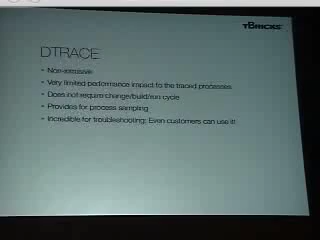 TBRICKS
DTRACE
Non-intrusive
Very limited performance impact to the traced processes
Does not require change/build/run cycle
Provides for process sampling
Incredible for troubleshooting: Even customers can use it!